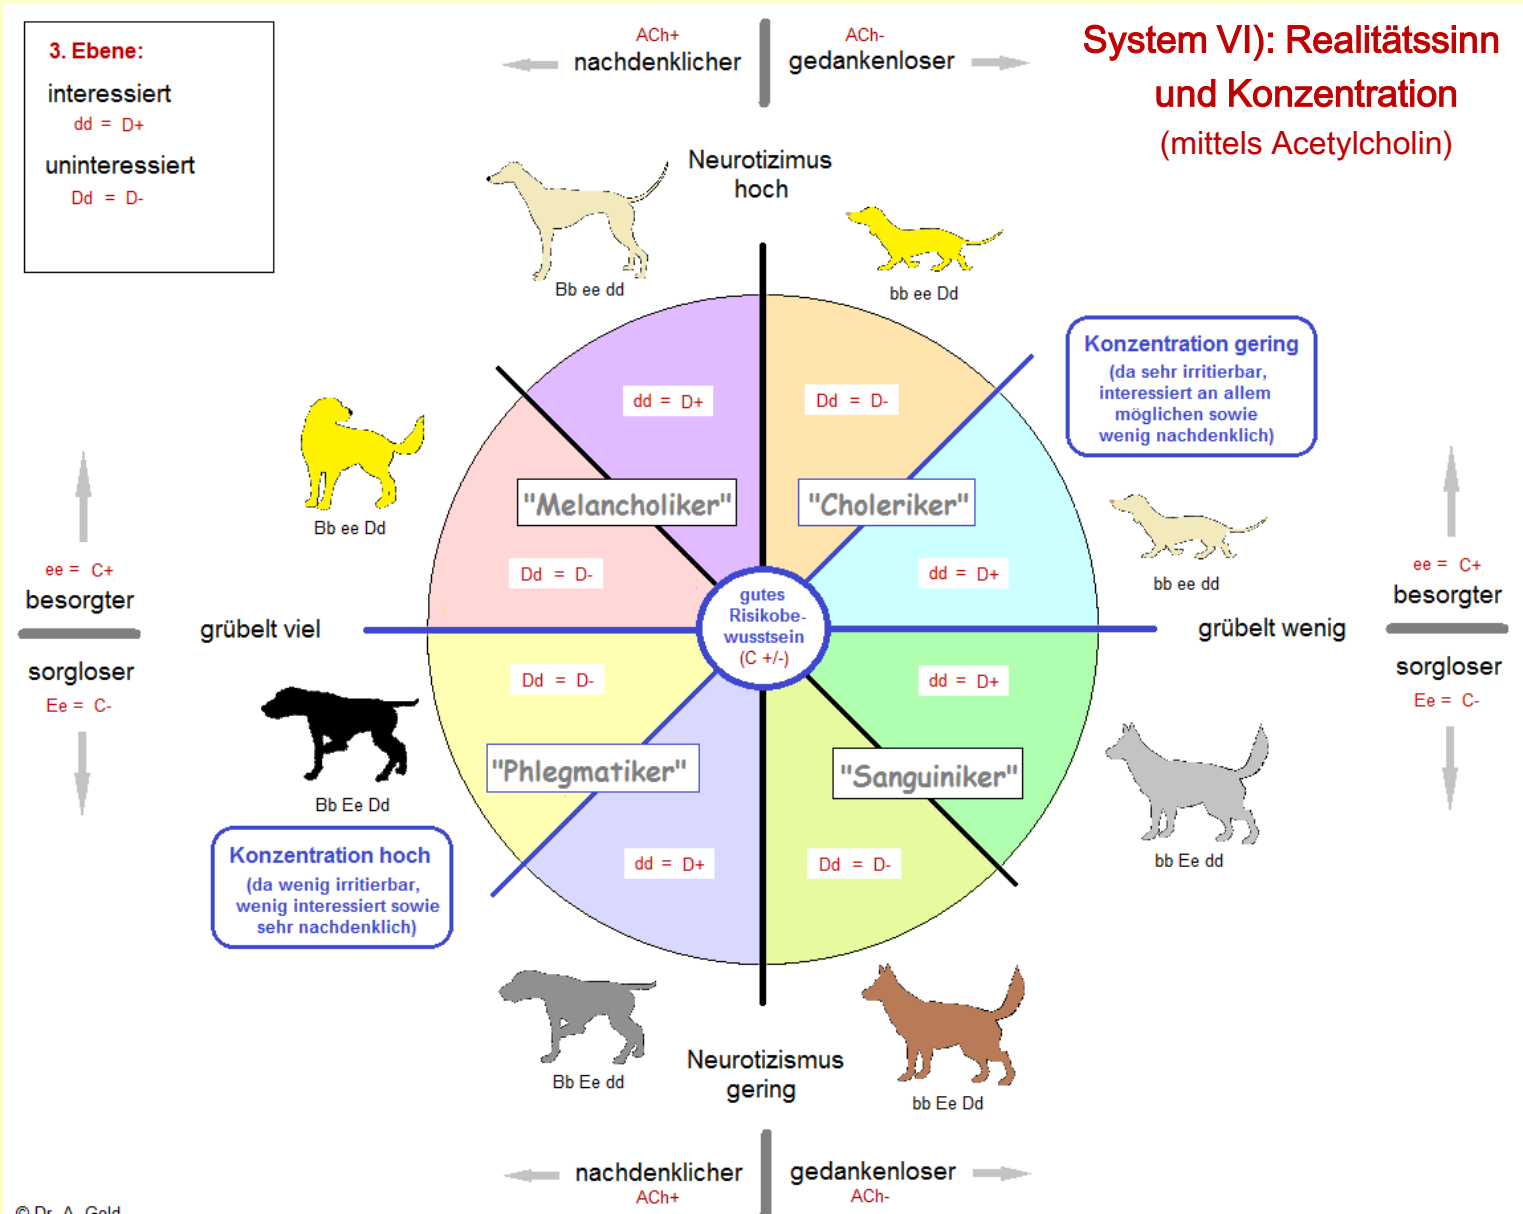 System VI): Realitätssinn
und Konzentration
(mittels Acetylcholin)
3. Ebene:
interessiert
dd = D+
uninteressiert
Dd = D-
ACh+
nachdenklicher
ACh-
gedankenloser
Neurotizimus
hoch
Bb ee dd
bb ee Dd
Konzentration gering
(da sehr irritierbar,
interessiert an allem
möglichen sowie
wenig nachdenklich)
dd = D+
Dd = D-
Bb ee Dd
"Melancholiker"
"Choleriker"
bb ee dd
ee = C+
besorgter
sorgloser
Ee = C-
ee = C+
besorgter
sorgloser
Ee = C-
Dd = D-
dd = D+
grübelt viel
gutes
Risikobe-
wusstsein
(C +/-)
grübelt wenig
Dd = D-
dd = D+
Bb Ee Dd
"Phlegmatiker"
"Sanguiniker"
bb Ee dd
Konzentration hoch
(da wenig irritierbar,
wenig interessiert sowie
sehr nachdenklich)
dd = D+
Dd = D-
Bb Ee dd
bb Ee Dd
Neurotizismus
gering
nachdenklicher
ACh+
gedankenloser
ACh-
© Dr. A. Gold